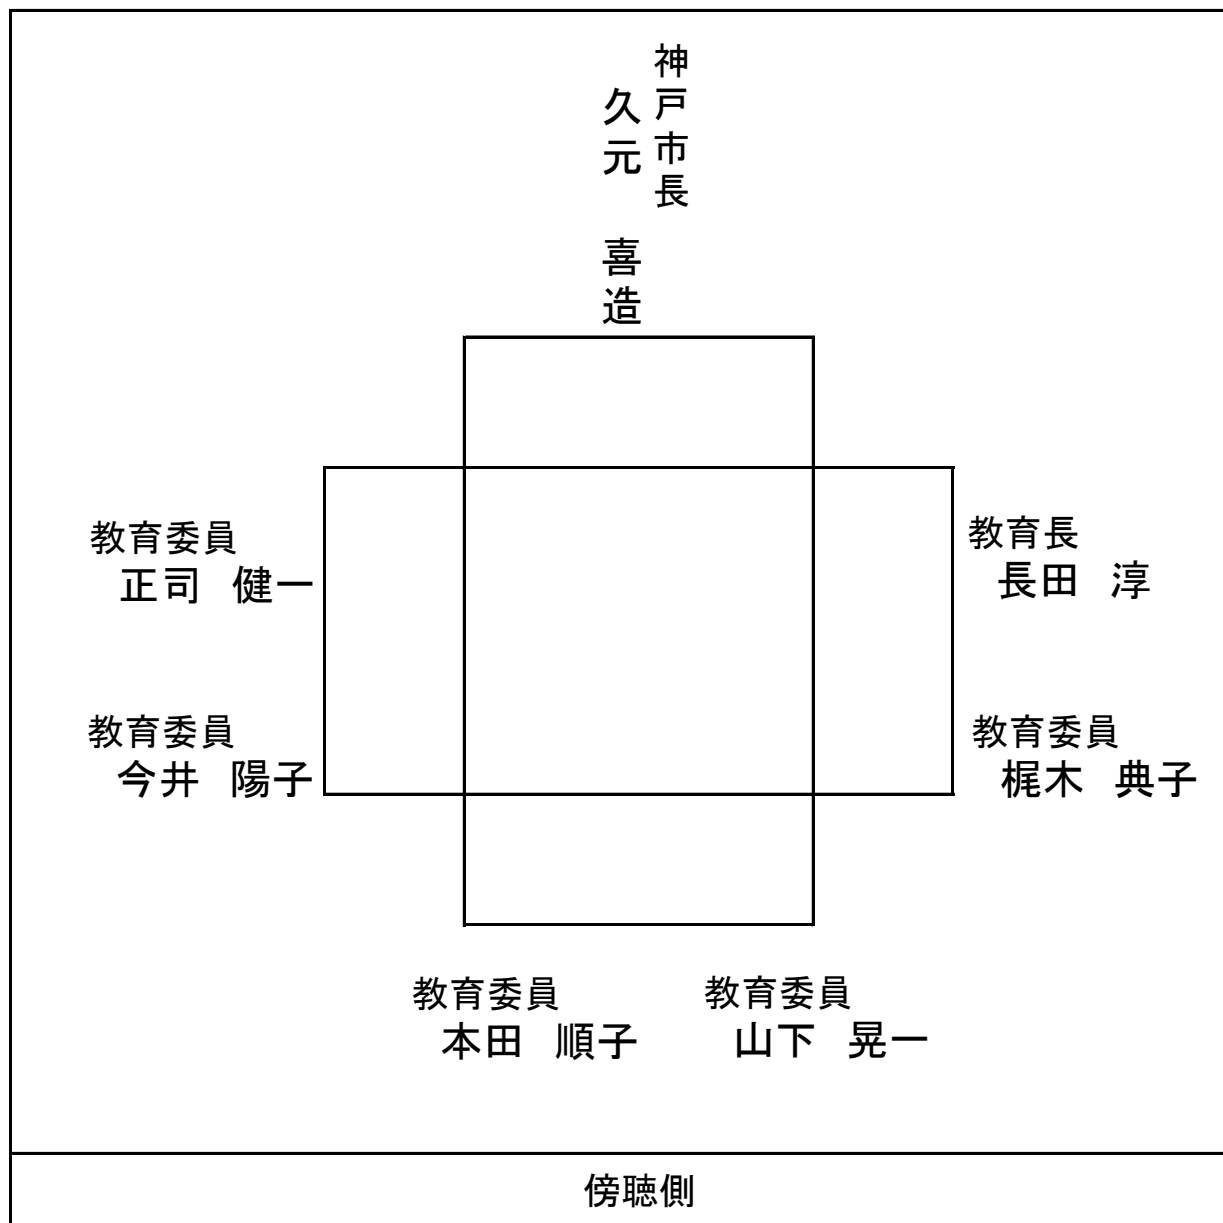 神戸市長
久元　喜造
教育委員
正司　健一
教育長
長田　淳
教育委員
今井　陽子
教育委員
梶木　典子
教育委員
本田　順子
教育委員
山下　晃一
傍聴側